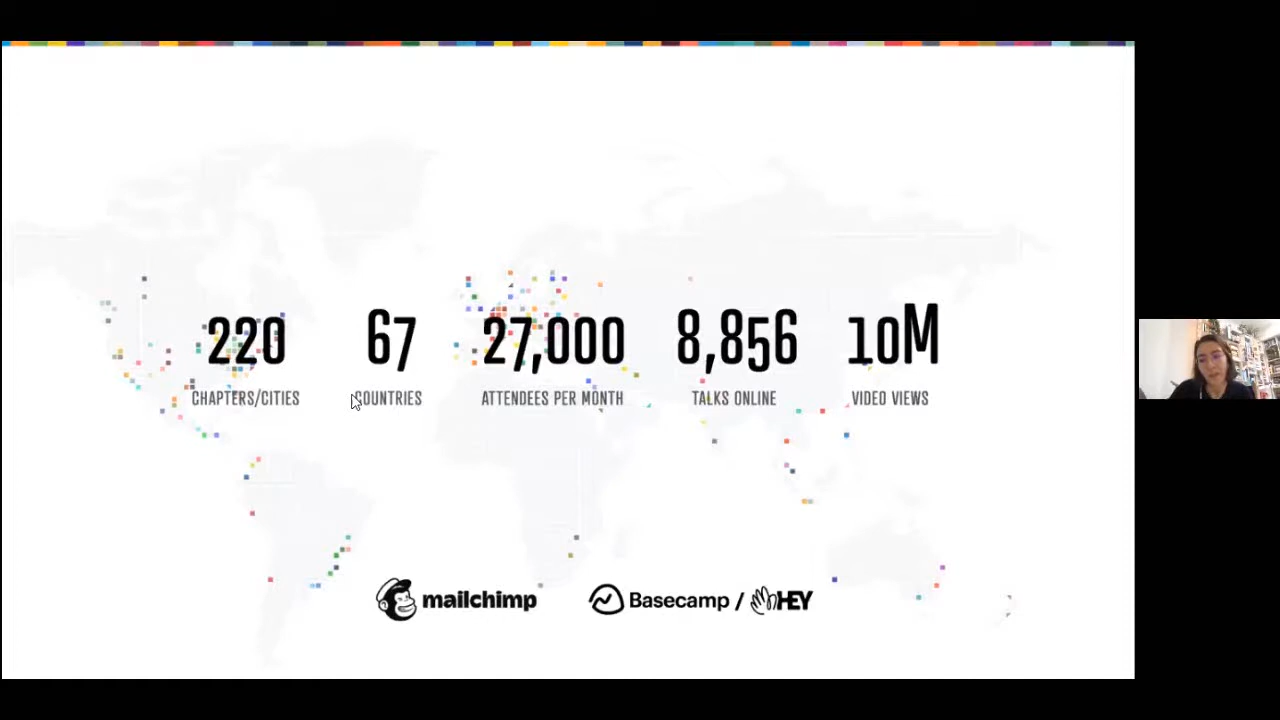 220 67 27,000 8,856 10M
CHAPTERS/CITIES COUNTRIES ATTENDEES PER MONTH TALKS ONLINE VIDEO VIEWS
mailchimp Basecamp / HEY